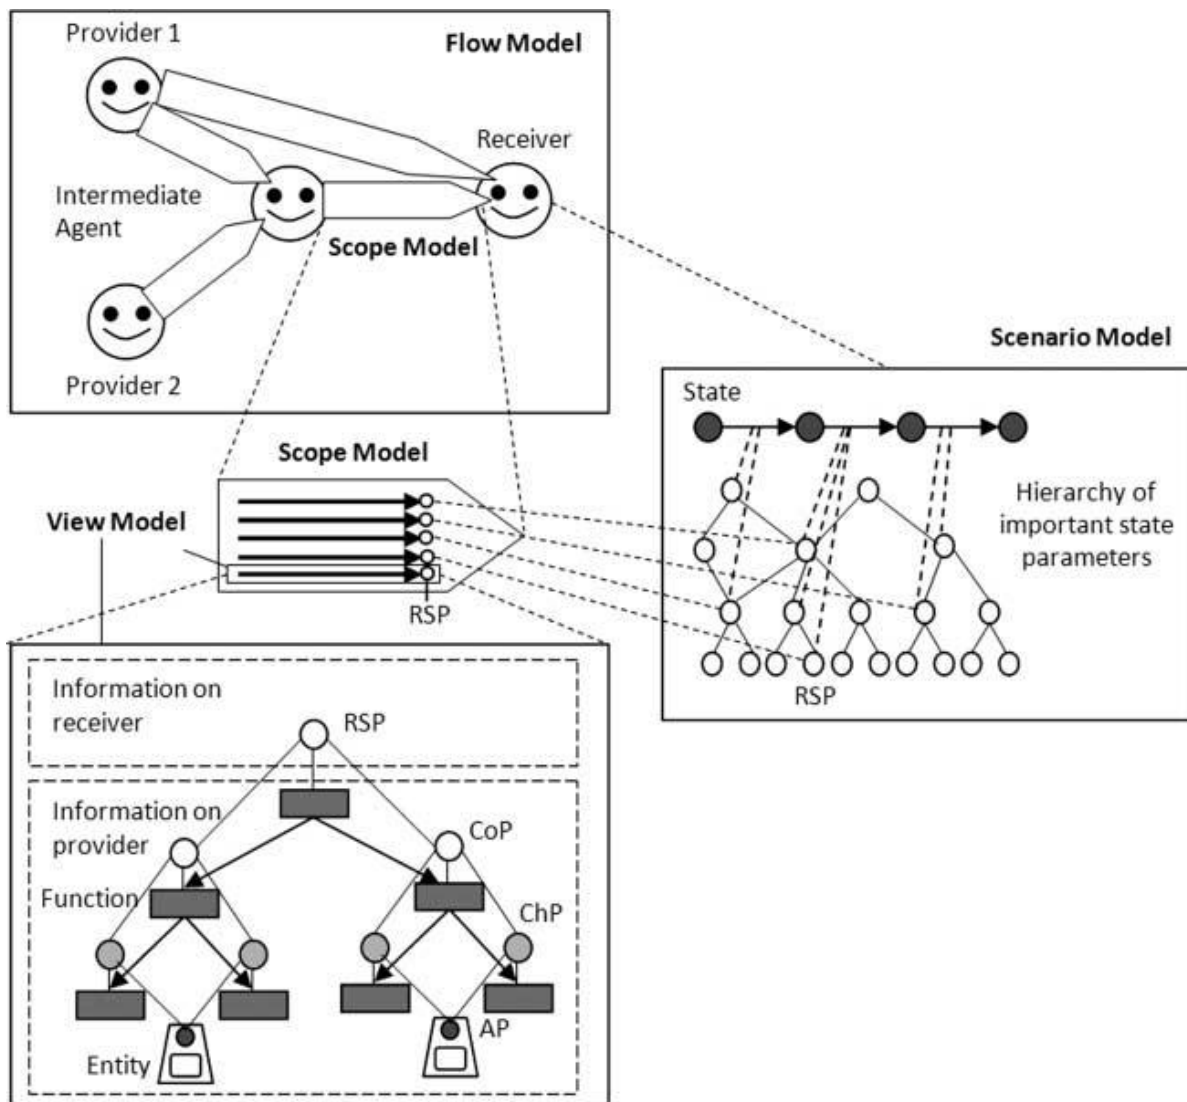 Provider 1
Flow Model
Receiver
Intermediate
Agent
Scope Model
Provider 2
Scenario Model
State
Hierarchy of
important state
parameters
RSP
Scope Model
View Model
RSP
Information on
receiver
RSP
Information on
provider
CoP
Function
ChP
AP
Entity